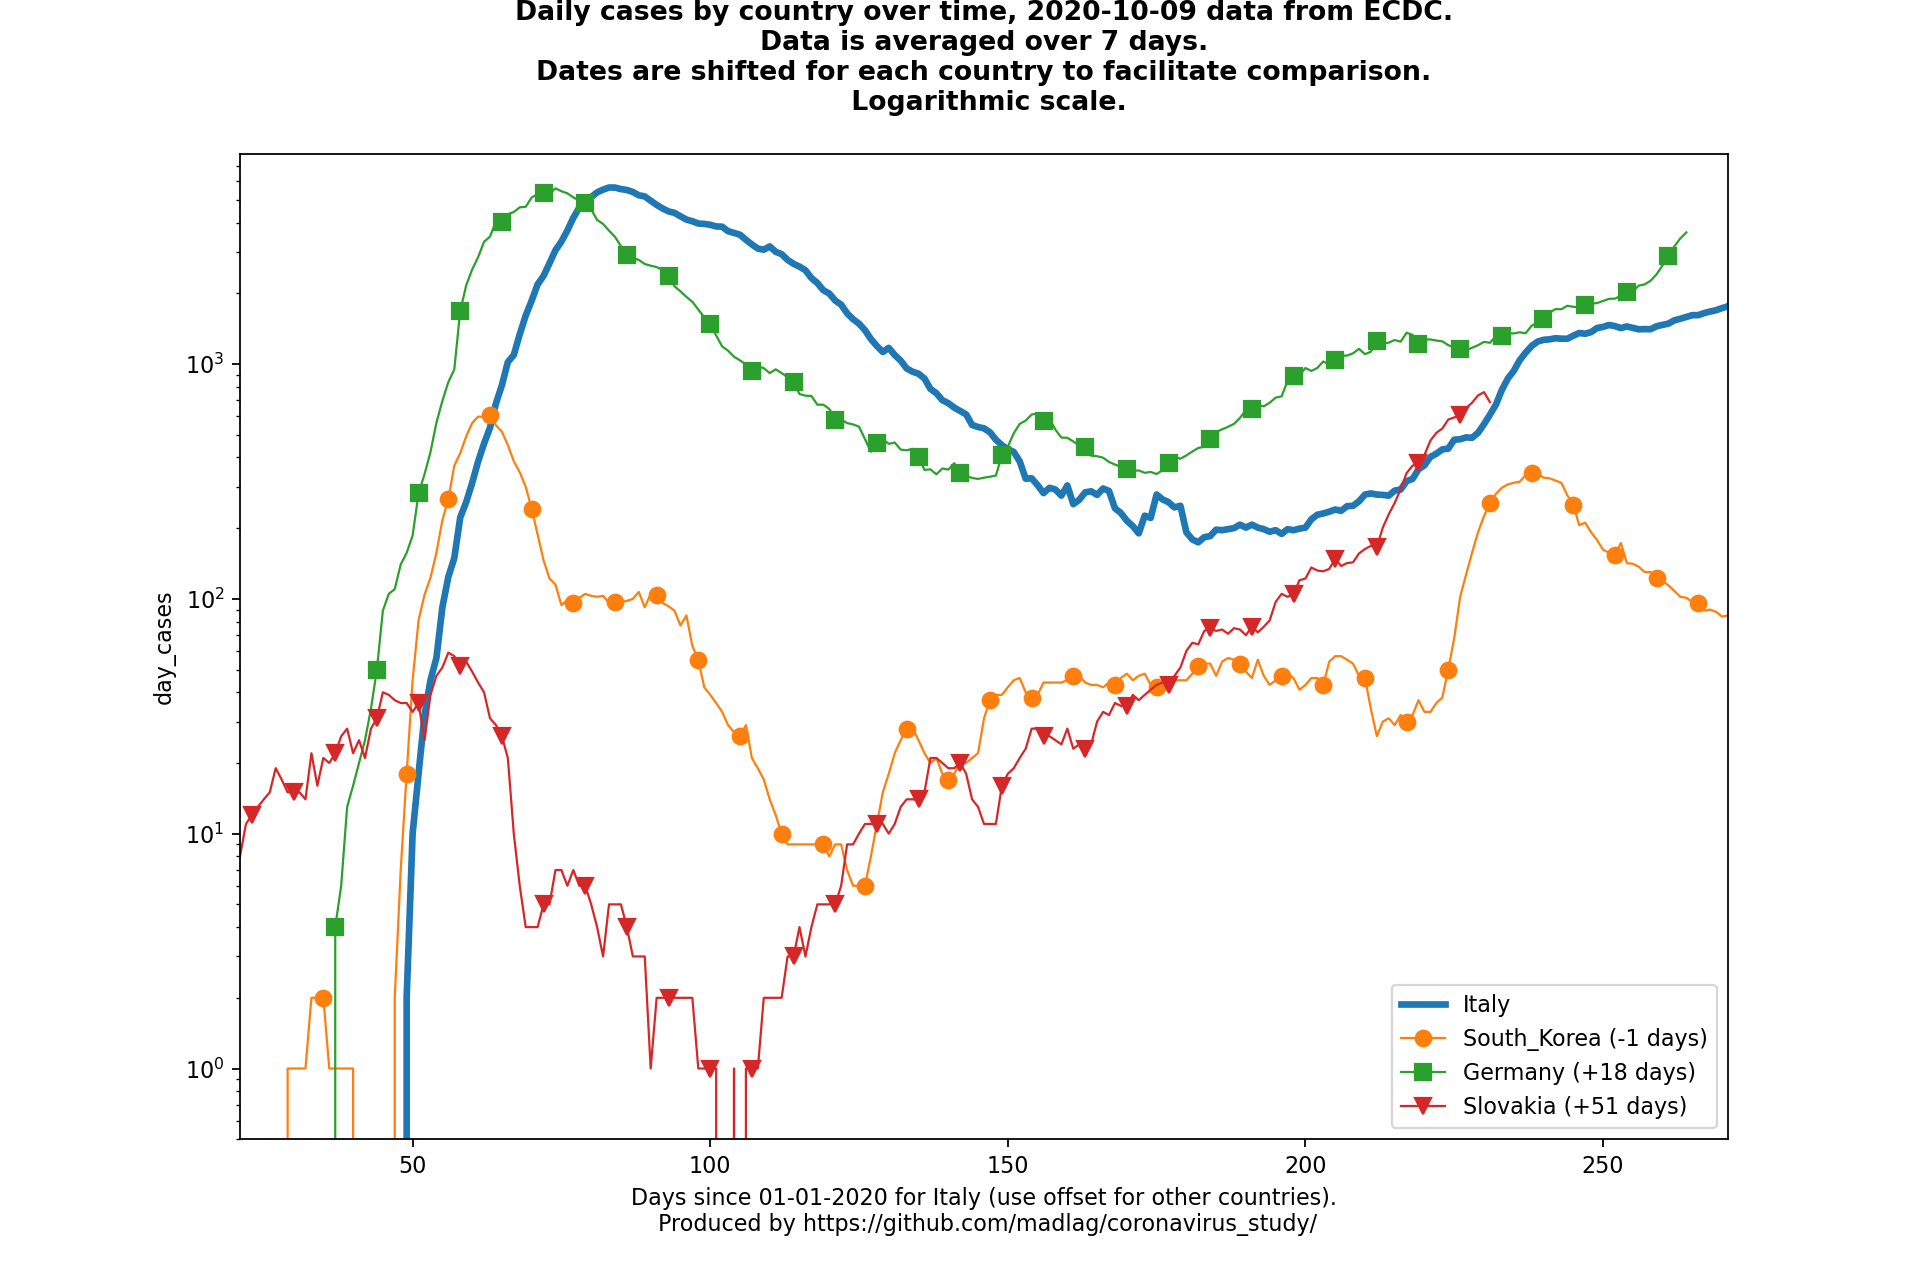 Daily cases by country over time, 2020-10-09 data from ECDC.
Data is averaged over 7 days.
Dates are shifted for each country to facilitate comparison.
Logarithmic scale.
day_cases
10³
10²
10¹
10⁰
50
100
150
200
250
Italy
South_Korea (-1 days)
Germany (+18 days)
Slovakia (+51 days)
Days since 01-01-2020 for Italy (use offset for other countries).
Produced by https://github.com/madlag/coronavirus_study/